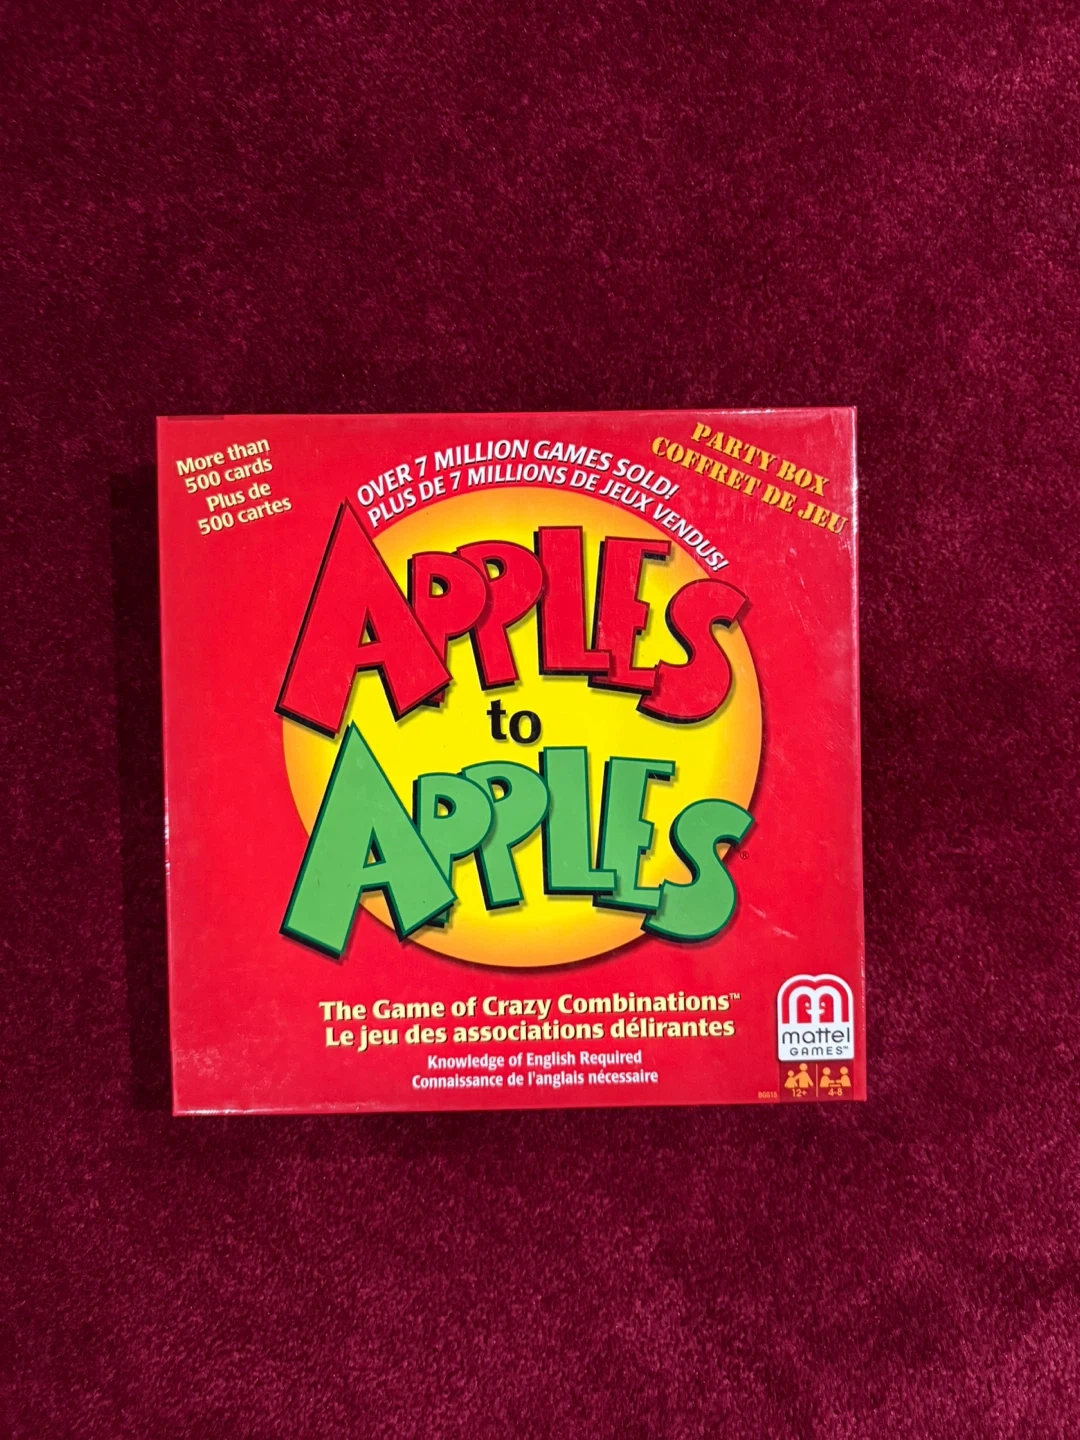 More than
500 cards
Plus de
500 cartes
OVER 7 MILLION GAMES SOLD!
PLUS DE 7 MILLIONS DE JEUX VENDUS!
PARTY BOX
COFFRET DE JEU
APPLES
to
APPLES®
The Game of Crazy Combinations™
Le jeu des associations délirantes
Knowledge of English Required
Connaissance de l'anglais nécessaire
mattel
GAMES™
12+
4-8